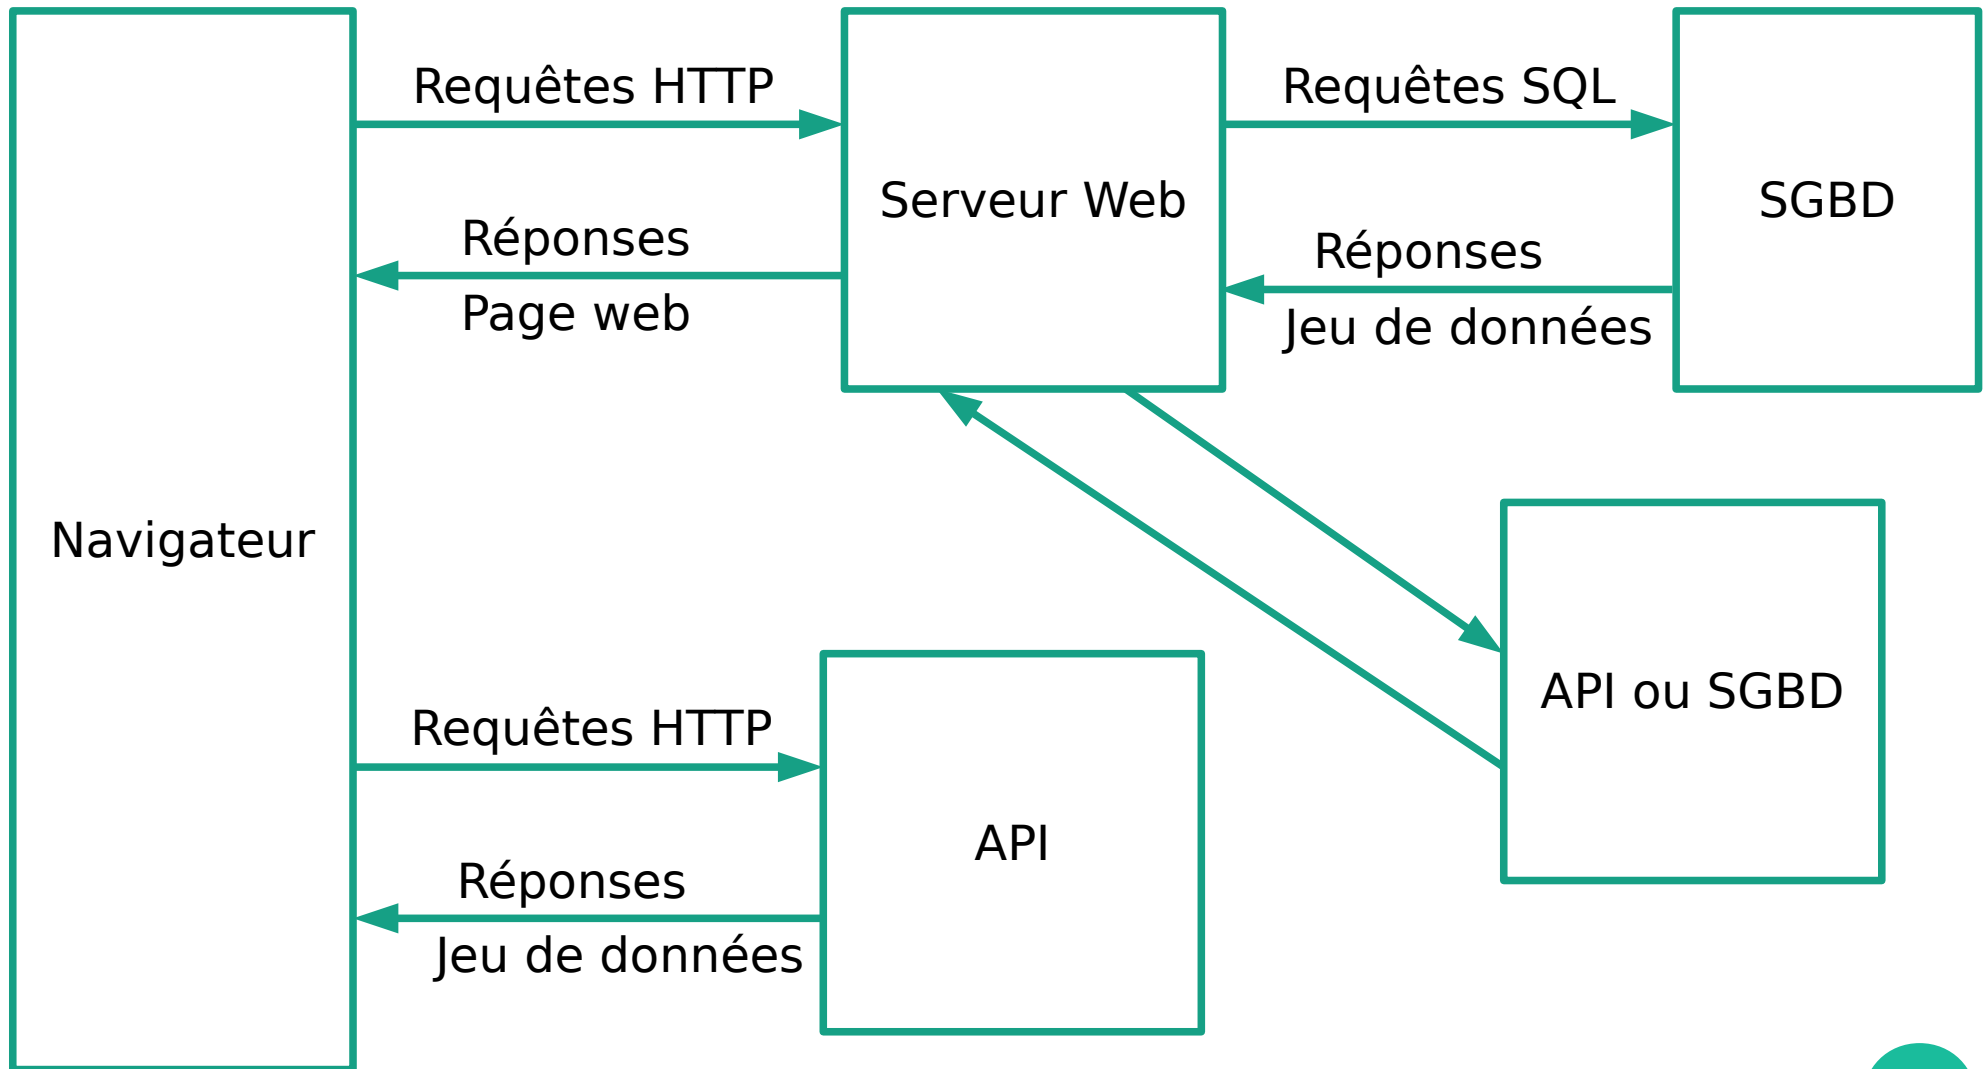 Requêtes HTTP
Requêtes SQL
Serveur Web
SGBD
Réponses
Page web
Réponses
Jeu de données
Navigateur
API ou SGBD
Requêtes HTTP
API
Réponses
Jeu de données